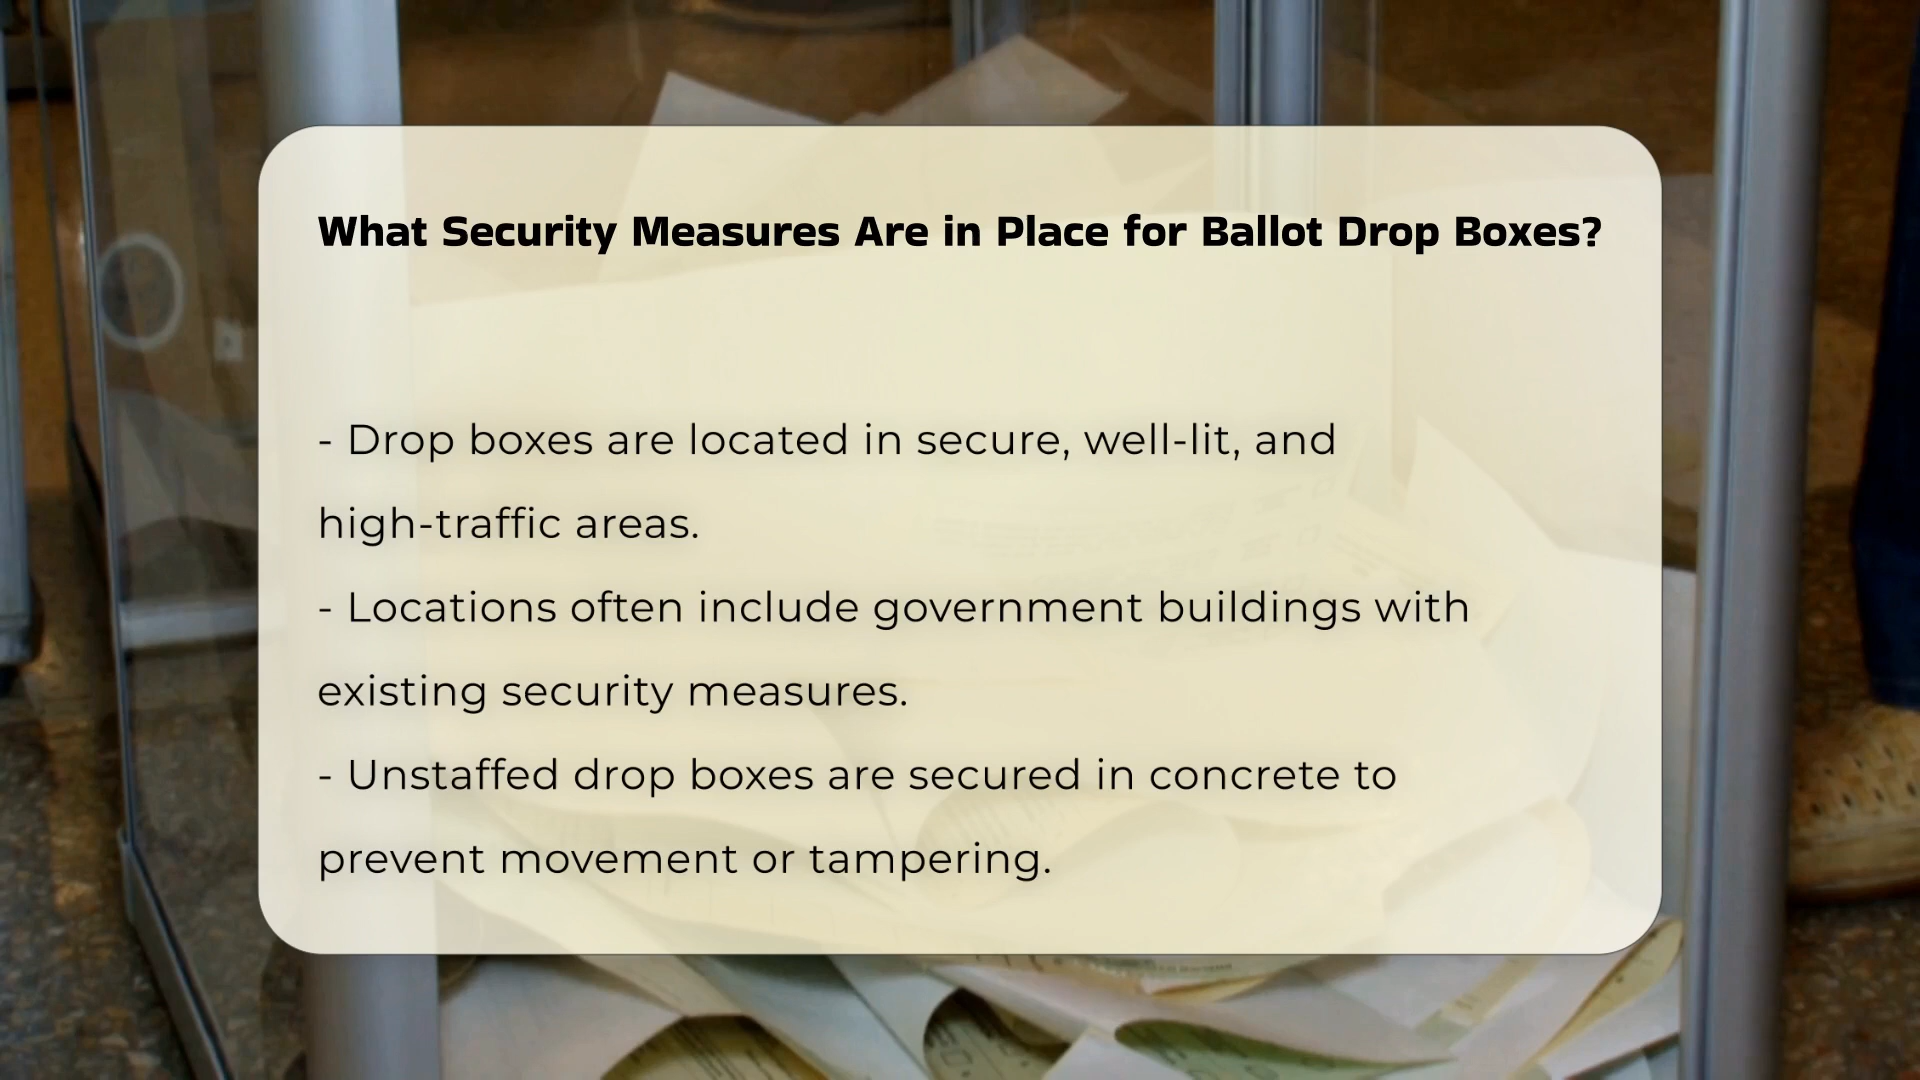 What Security Measures Are in Place for Ballot Drop Boxes?
- Drop boxes are located in secure, well-lit, and
high-traffic areas.
- Locations often include government buildings with
existing security measures.
- Unstaffed drop boxes are secured in concrete to
prevent movement or tampering.